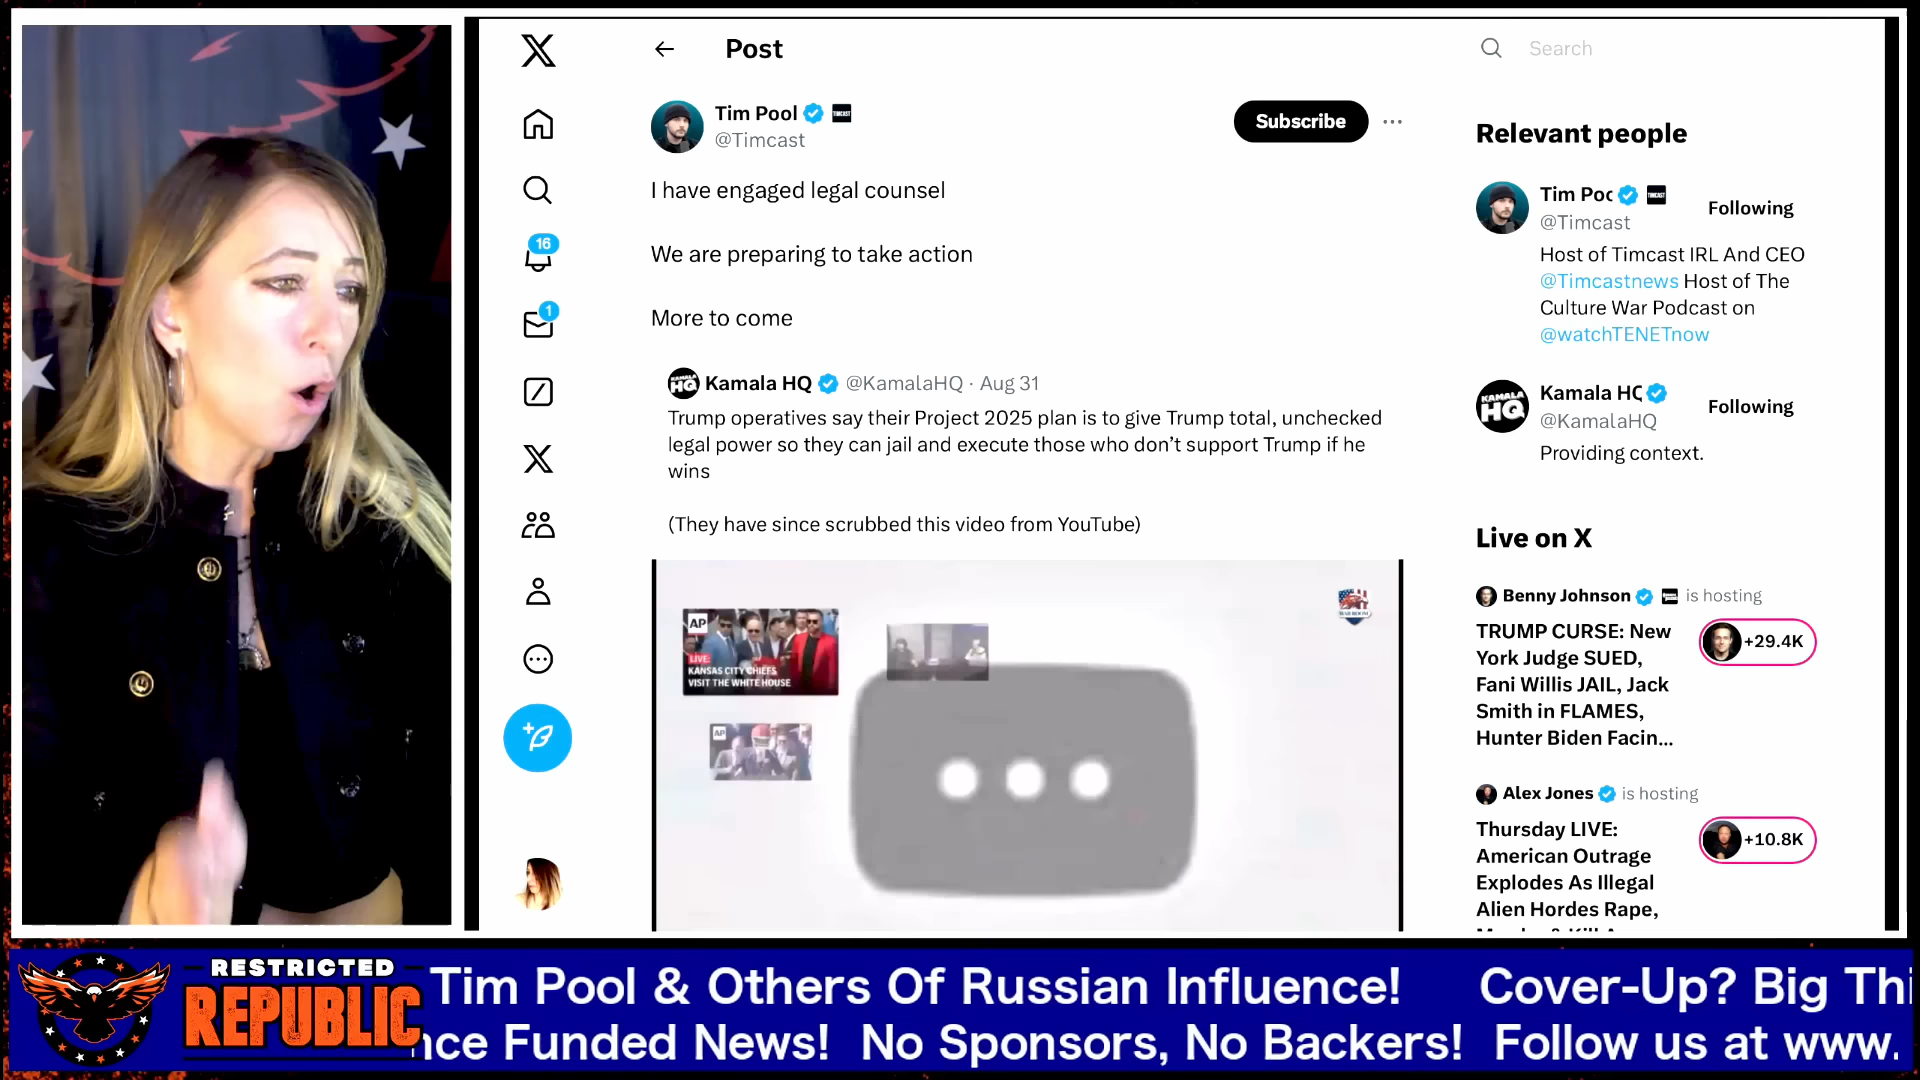 Post
Search
Tim Pool
@Timcast
Subscribe
I have engaged legal counsel
We are preparing to take action
More to come
Kamala HQ @KamalaHQ · Aug 31
Trump operatives say their Project 2025 plan is to give Trump total, unchecked
legal power so they can jail and execute those who don't support Trump if he
wins
(They have since scrubbed this video from YouTube)
AP
LIVE:
KANSAS CITY CHIEFS
VISIT THE WHITE HOUSE
AP
16
1
Relevant people
Tim Poo
Following
@Timcast
Host of Timcast IRL And CEO
@Timcastnews Host of The
Culture War Podcast on
@watchTENETnow
KAMALA
HQ
Kamala HQ
Following
@KamalaHQ
Providing context.
Live on X
Benny Johnson is hosting
TRUMP CURSE: New
York Judge SUED,
Fani Willis JAIL, Jack
Smith in FLAMES,
Hunter Biden Facin...
+29.4K
Alex Jones is hosting
Thursday LIVE:
American Outrage
Explodes As Illegal
Alien Hordes Rape,
+10.8K
RESTRICTED
REPUBLIC
Tim Pool & Others Of Russian Influence! Cover-Up? Big Thi
nce Funded News! No Sponsors, No Backers! Follow us at www.